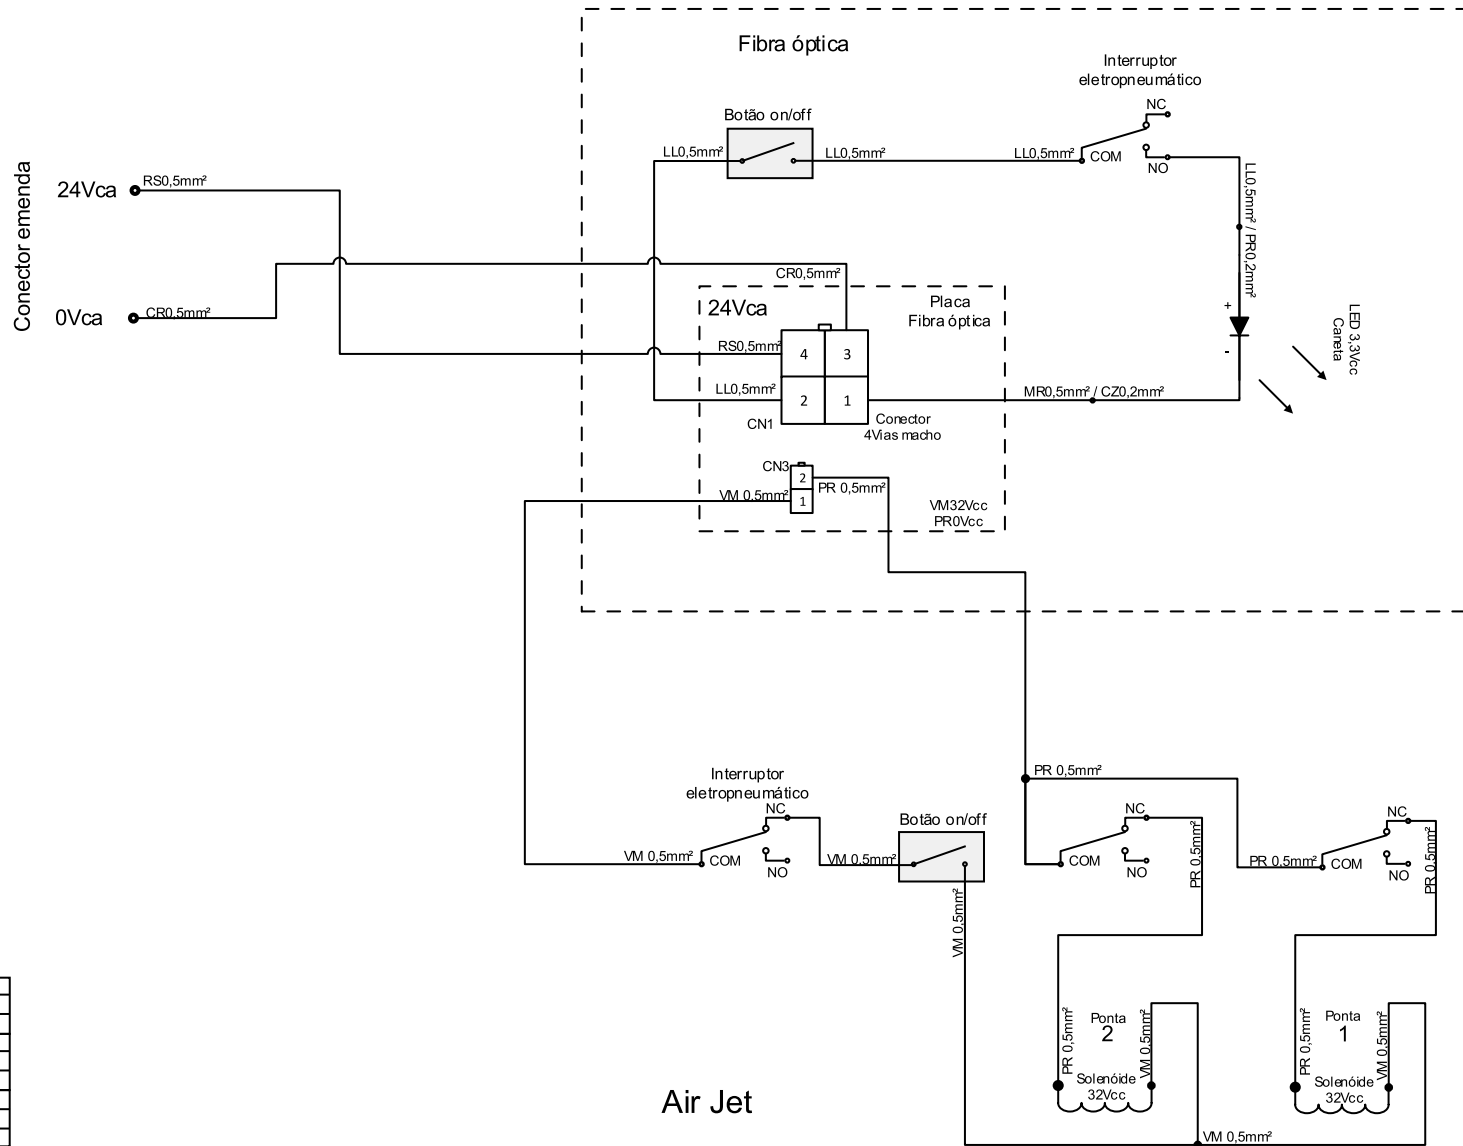 Fibra óptica
Interruptor
eletropneumático
NC
Botão on/off
LL0,5mm²
LL0,5mm²
LL0,5mm²
COM
NO
LL0,5mm² / PR0,2mm²
Conector emenda
24Vca
RS0,5mm²
0Vca
CR0,5mm²
CR0,5mm²
24Vca
Placa
Fibra óptica
+
-
LED 3,3Vcc
Caneta
RS0,5mm²
4
3
LL0,5mm²
2
1
MR0,5mm² / CZ0,2mm²
CN1
Conector
4Vias macho
CN3
2
PR 0,5mm²
VM 0,5mm²
1
VM32Vcc
PR0Vcc
Interruptor
eletropneumático
NC
VM 0,5mm²
COM
NO
VM 0,5mm²
Botão on/off
VM 0,5mm²
PR 0,5mm²
NC
COM
NO
PR 0,5mm²
PR 0,5mm²
NC
COM
NO
PR 0,5mm²
PR 0,5mm²
Ponta
2
VM 0,5mm²
Solenóide
32Vcc
PR 0,5mm²
Ponta
1
VM 0,5mm²
Solenóide
32Vcc
Air Jet
VM 0,5mm²